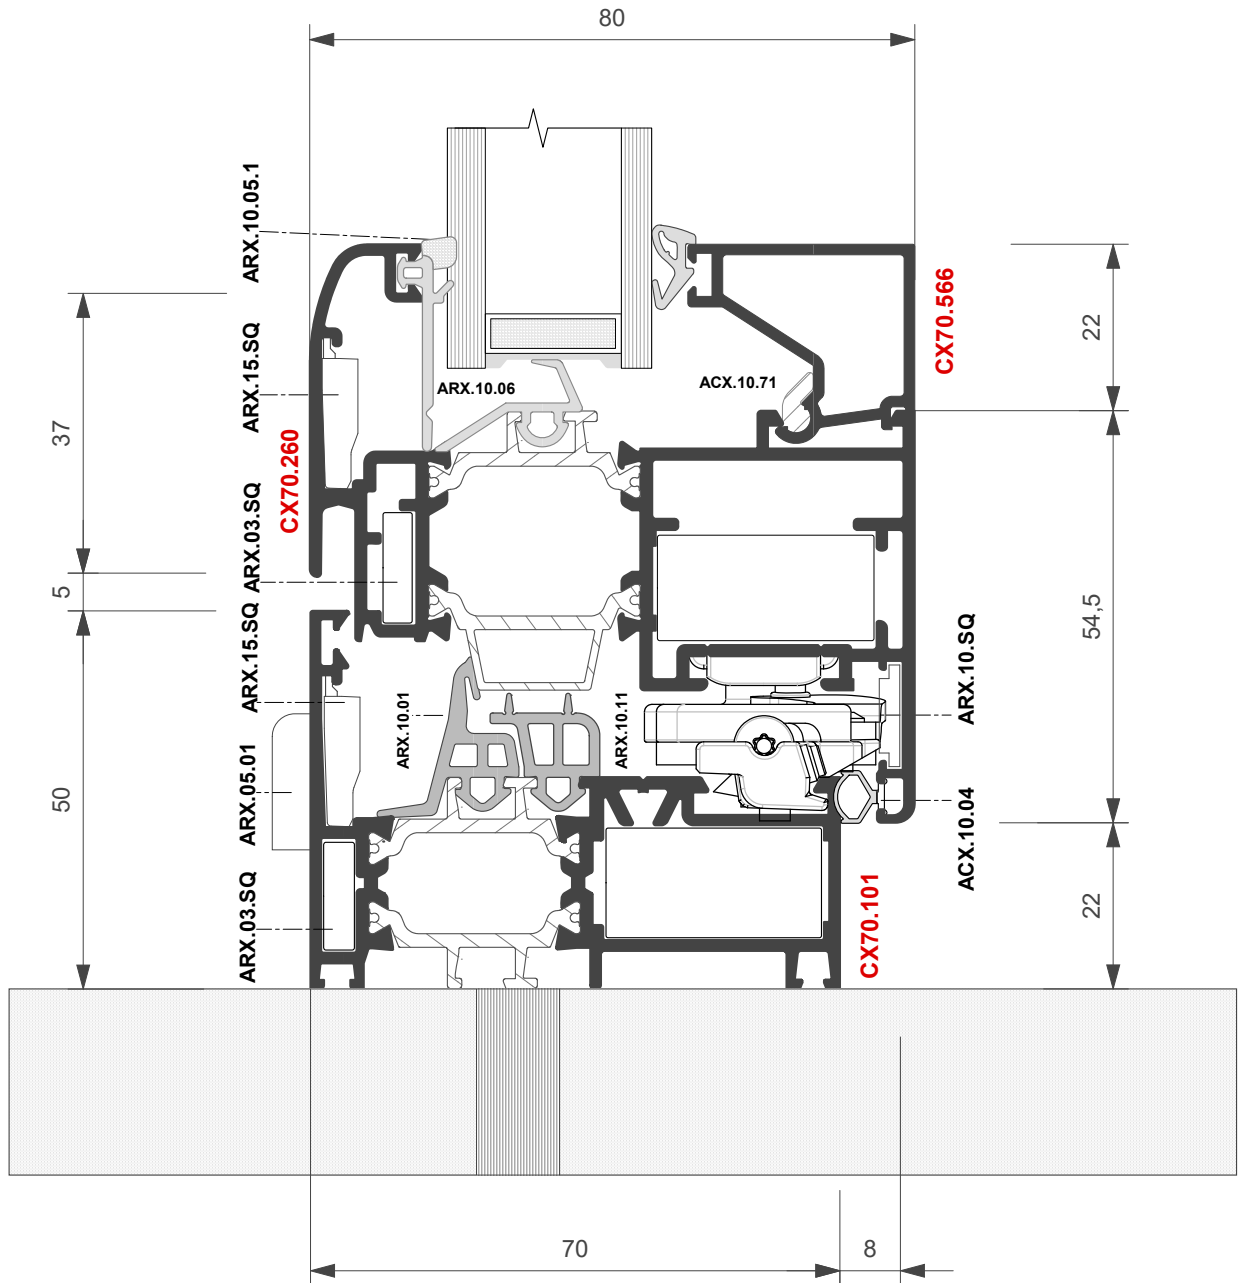 80
ARX.10.05.1
ARX.15.SQ
CX70.260
ARX.03.SQ
ARX.15.SQ
ARX.05.01
ARX.03.SQ
37
5
50
ARX.10.06
ACX.10.71
ARX.10.01
ARX.10.11
CX70.566
ARX.10.SQ
ACX.10.04
CX70.101
22
54,5
22
70
8